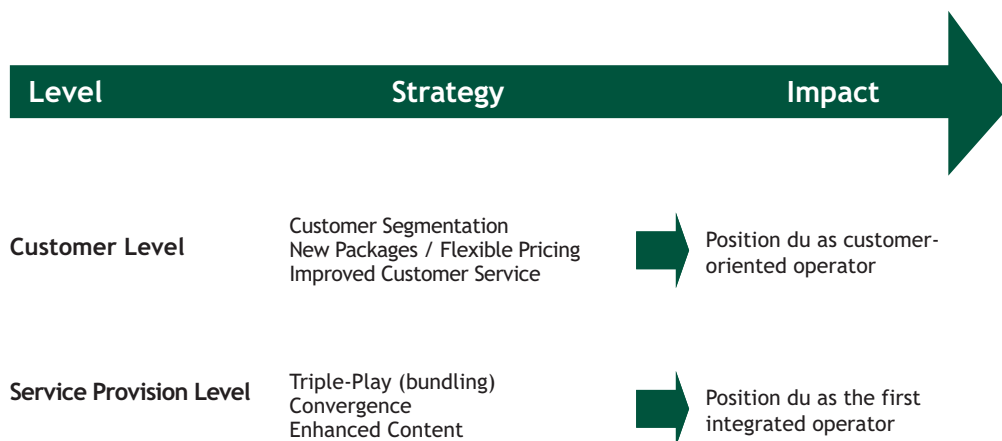 Level Strategy Impact
Customer Level
Customer Segmentation
New Packages / Flexible Pricing
Improved Customer Service
Position du as customer-
oriented operator
Service Provision Level
Triple-Play (bundling)
Convergence
Enhanced Content
Position du as the first
integrated operator